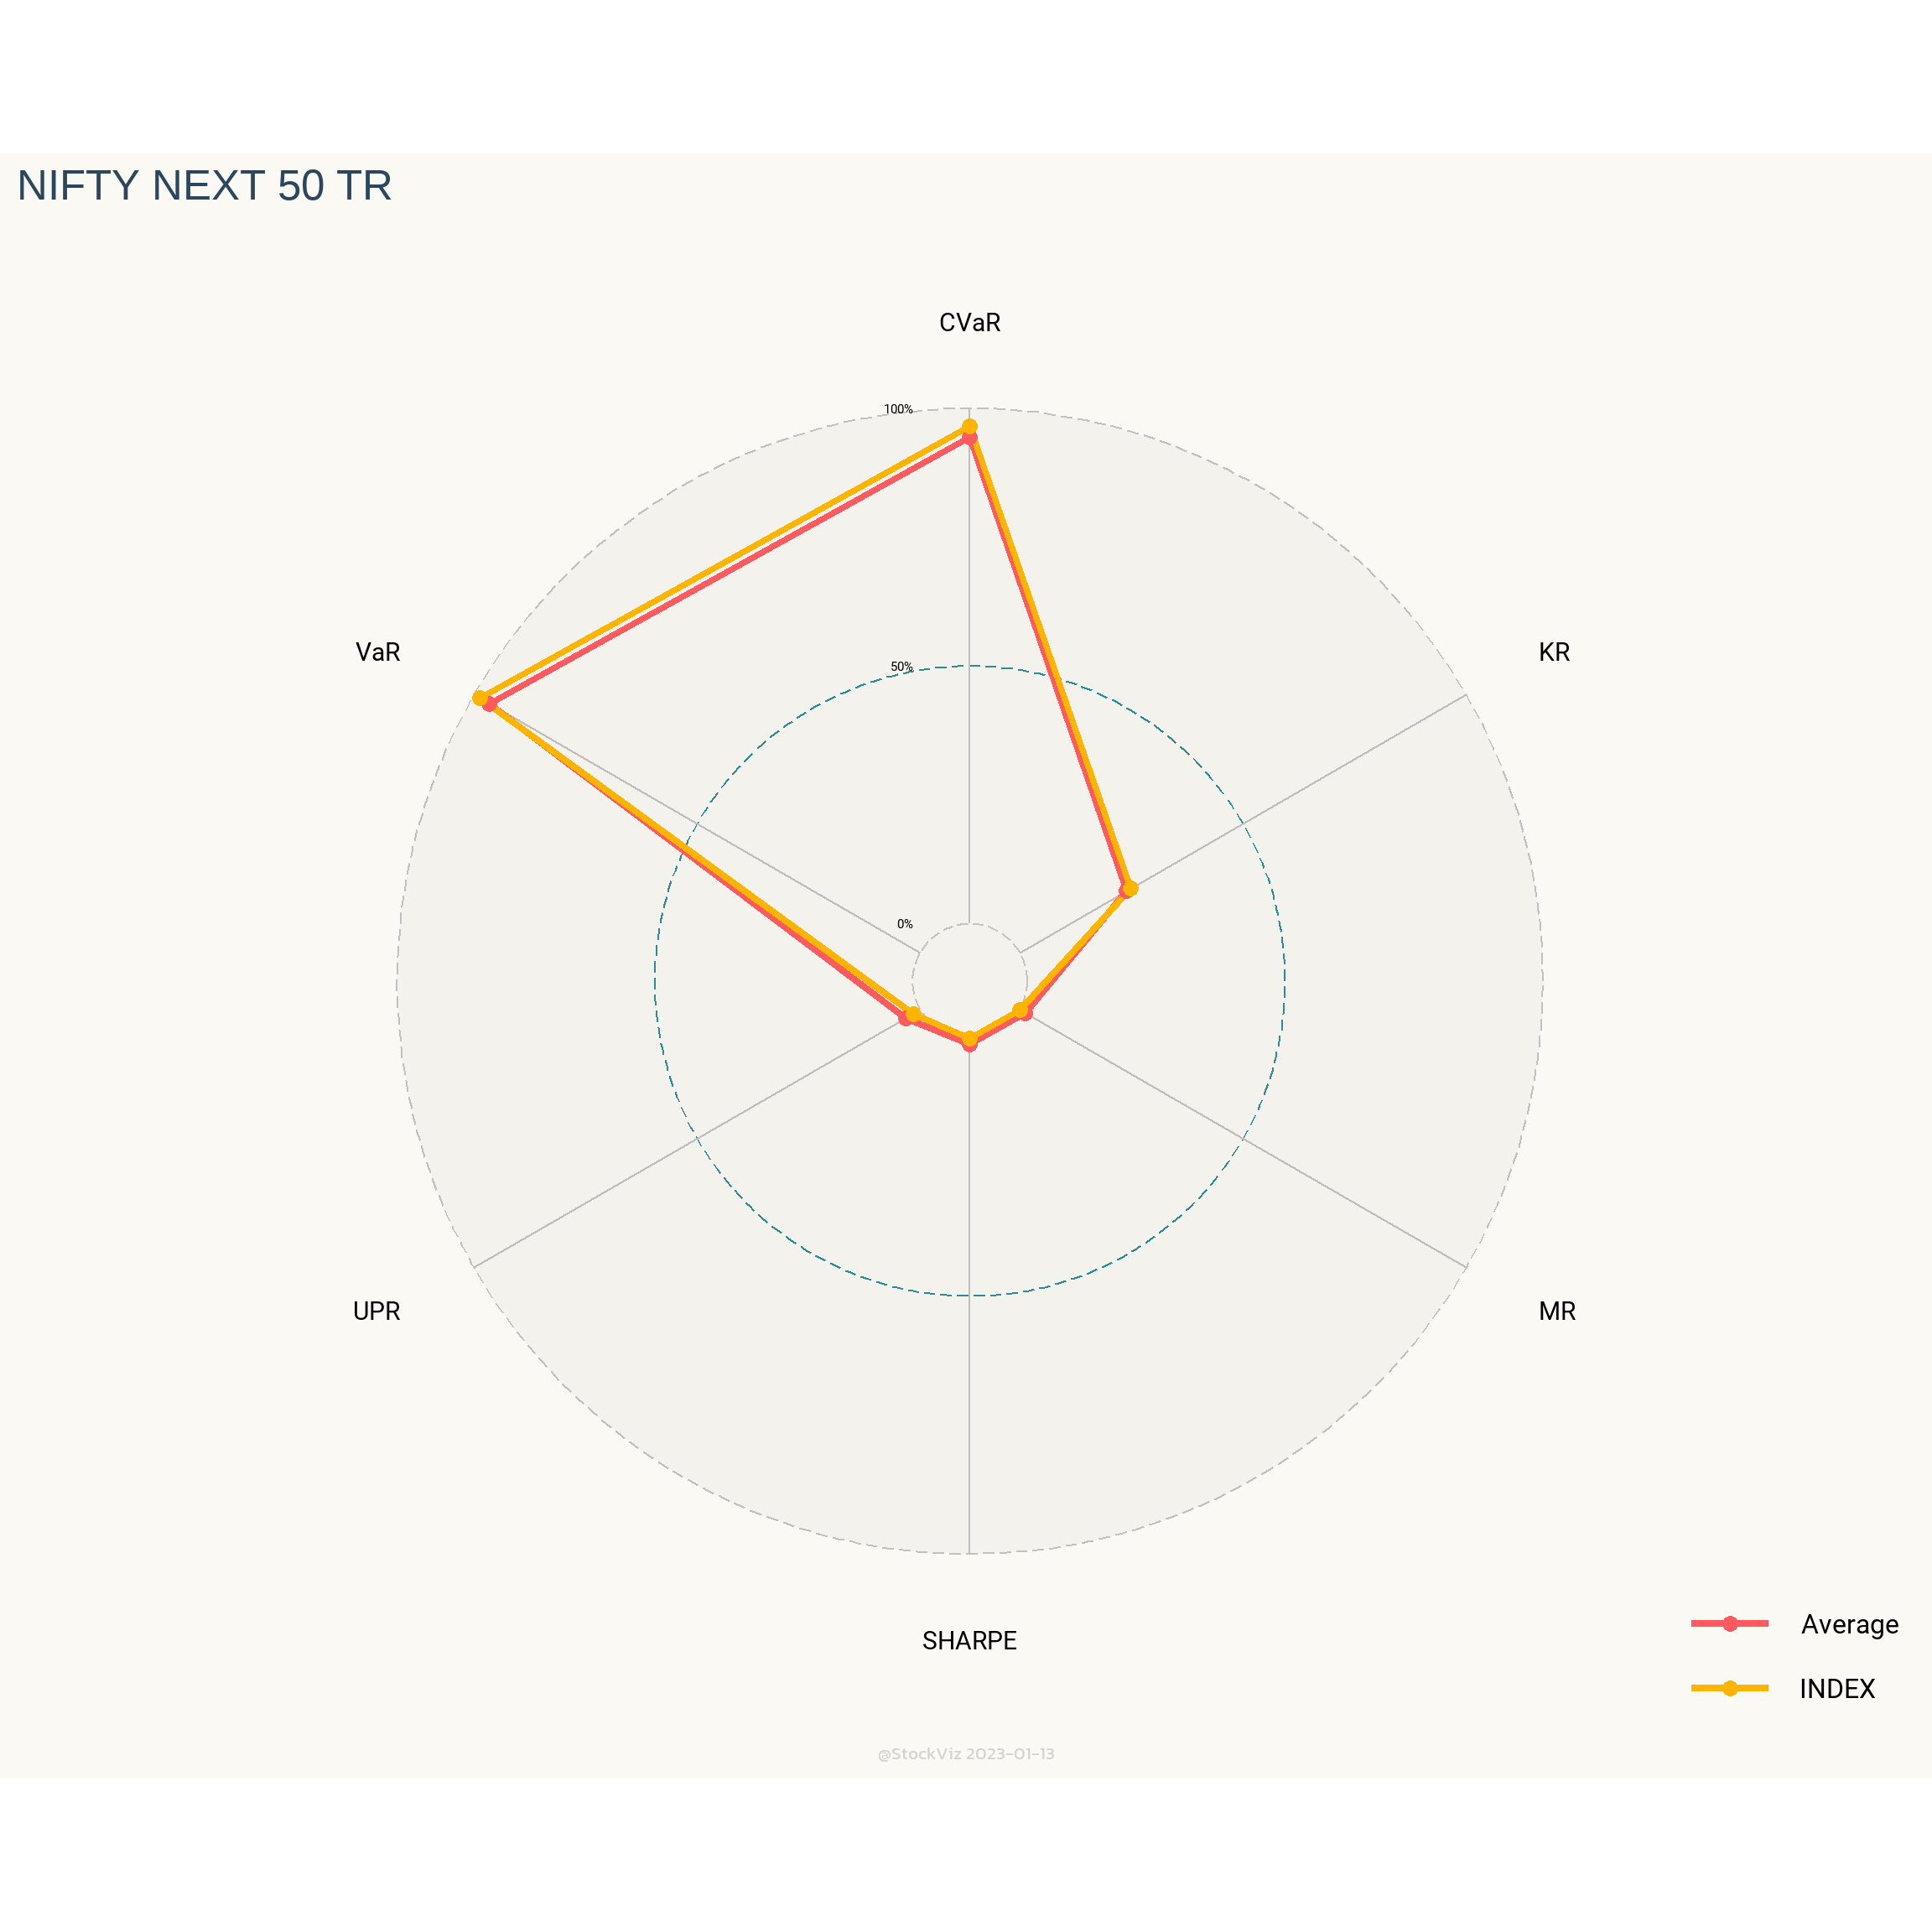 NIFTY NEXT 50 TR
CVaR
100%
VaR
KR
50%
0%
UPR
MR
SHARPE
Average
INDEX
@StockViz 2023-01-13